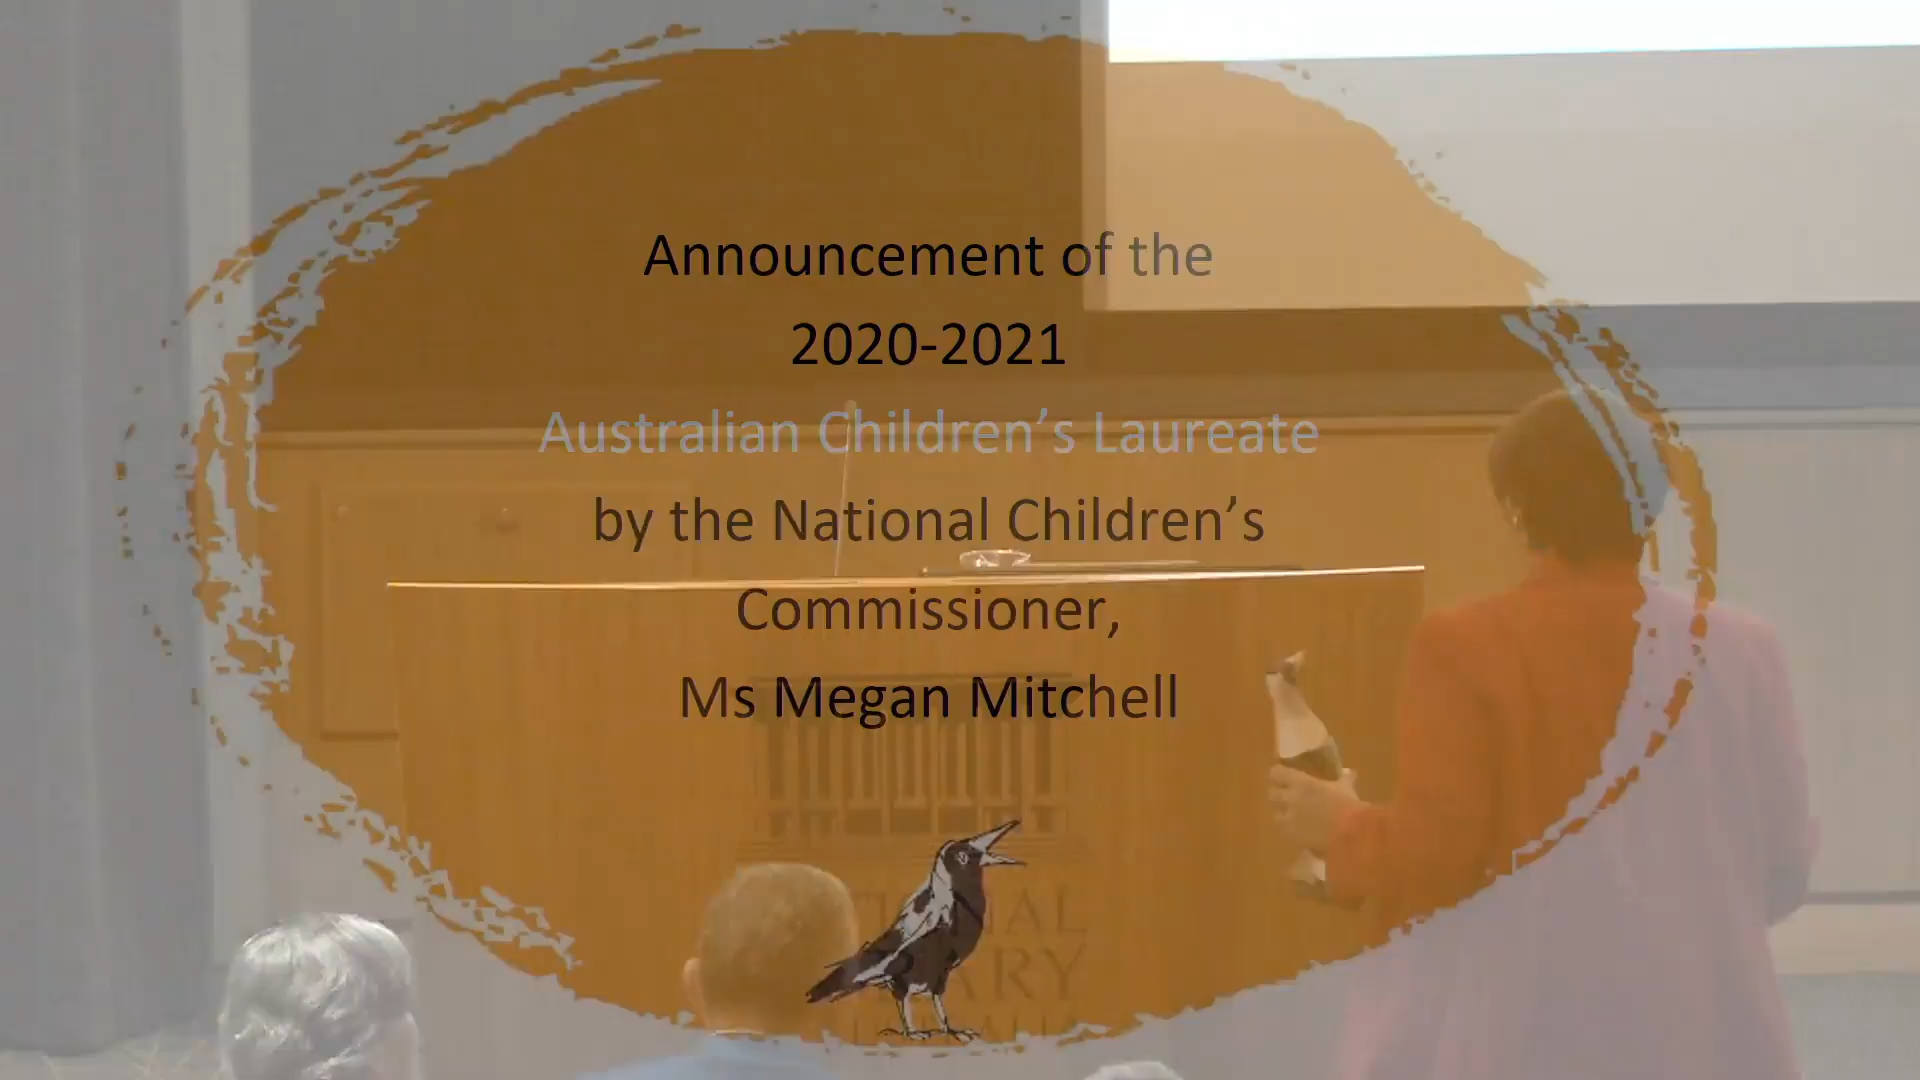 Announcement of the
2020-2021
Australian Children’s Laureate
by the National Children’s
Commissioner,
Ms Megan Mitchell